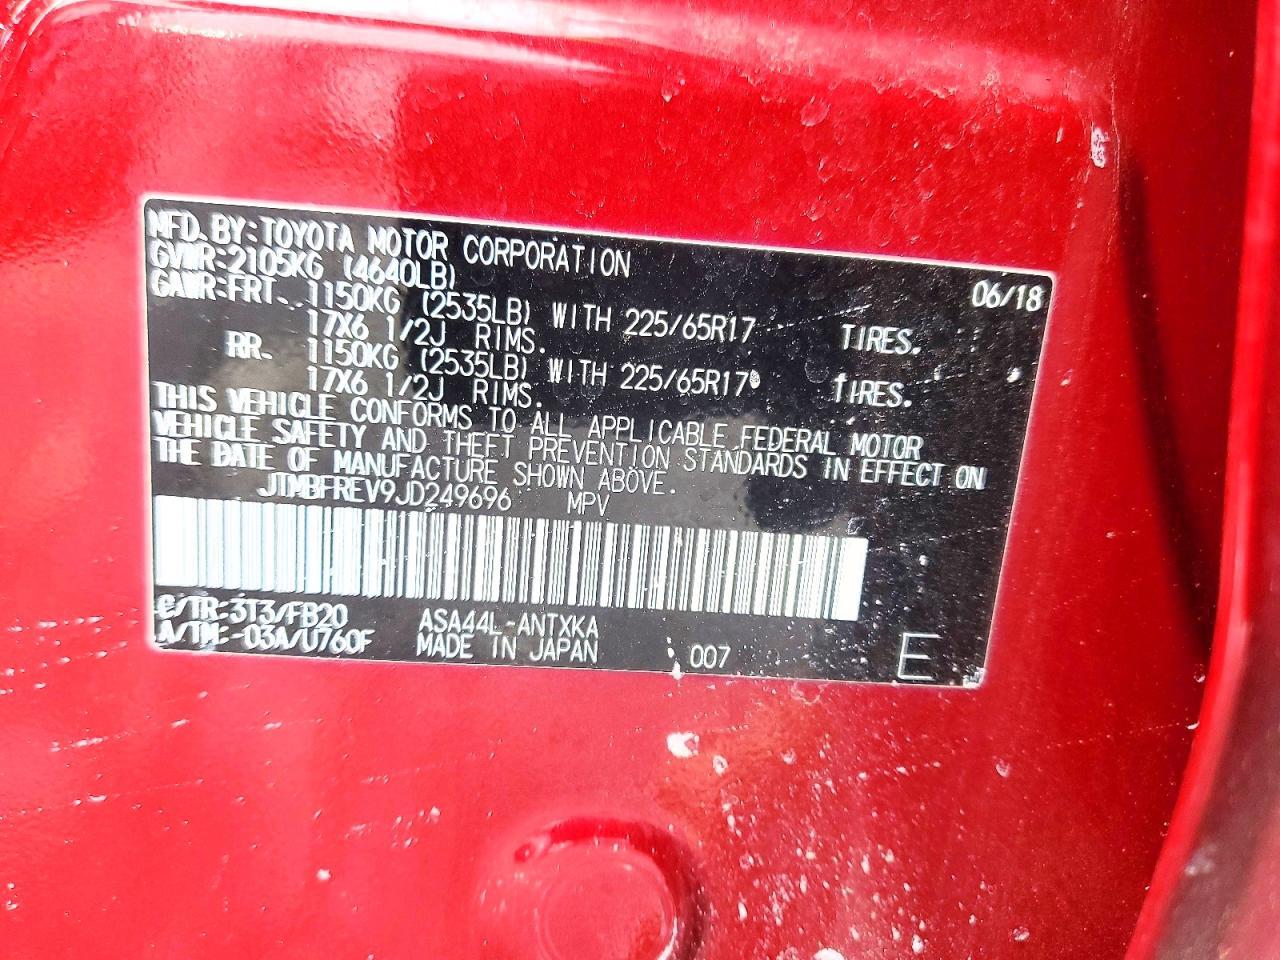 MFD. BY: TOYOTA MOTOR CORPORATION 06/18
GVWR: 2105KG (4640LB)
GAWR: FRT. 1150KG (2535LB) WITH 225/65R17 TIRES.
17X6 1/2J RIMS.
RR. 1150KG (2535LB) WITH 225/65R17 TIRES.
17X6 1/2J RIMS.
THIS VEHICLE CONFORMS TO ALL APPLICABLE FEDERAL MOTOR
VEHICLE SAFETY AND THEFT PREVENTION STANDARDS IN EFFECT ON
THE DATE OF MANUFACTURE SHOWN ABOVE.
JTMBFREV9JD249696 MPV
C/TR: 3T3/FB20 ASA44L-ANTXKA
A/TM: -03A/U760F MADE IN JAPAN 007 E